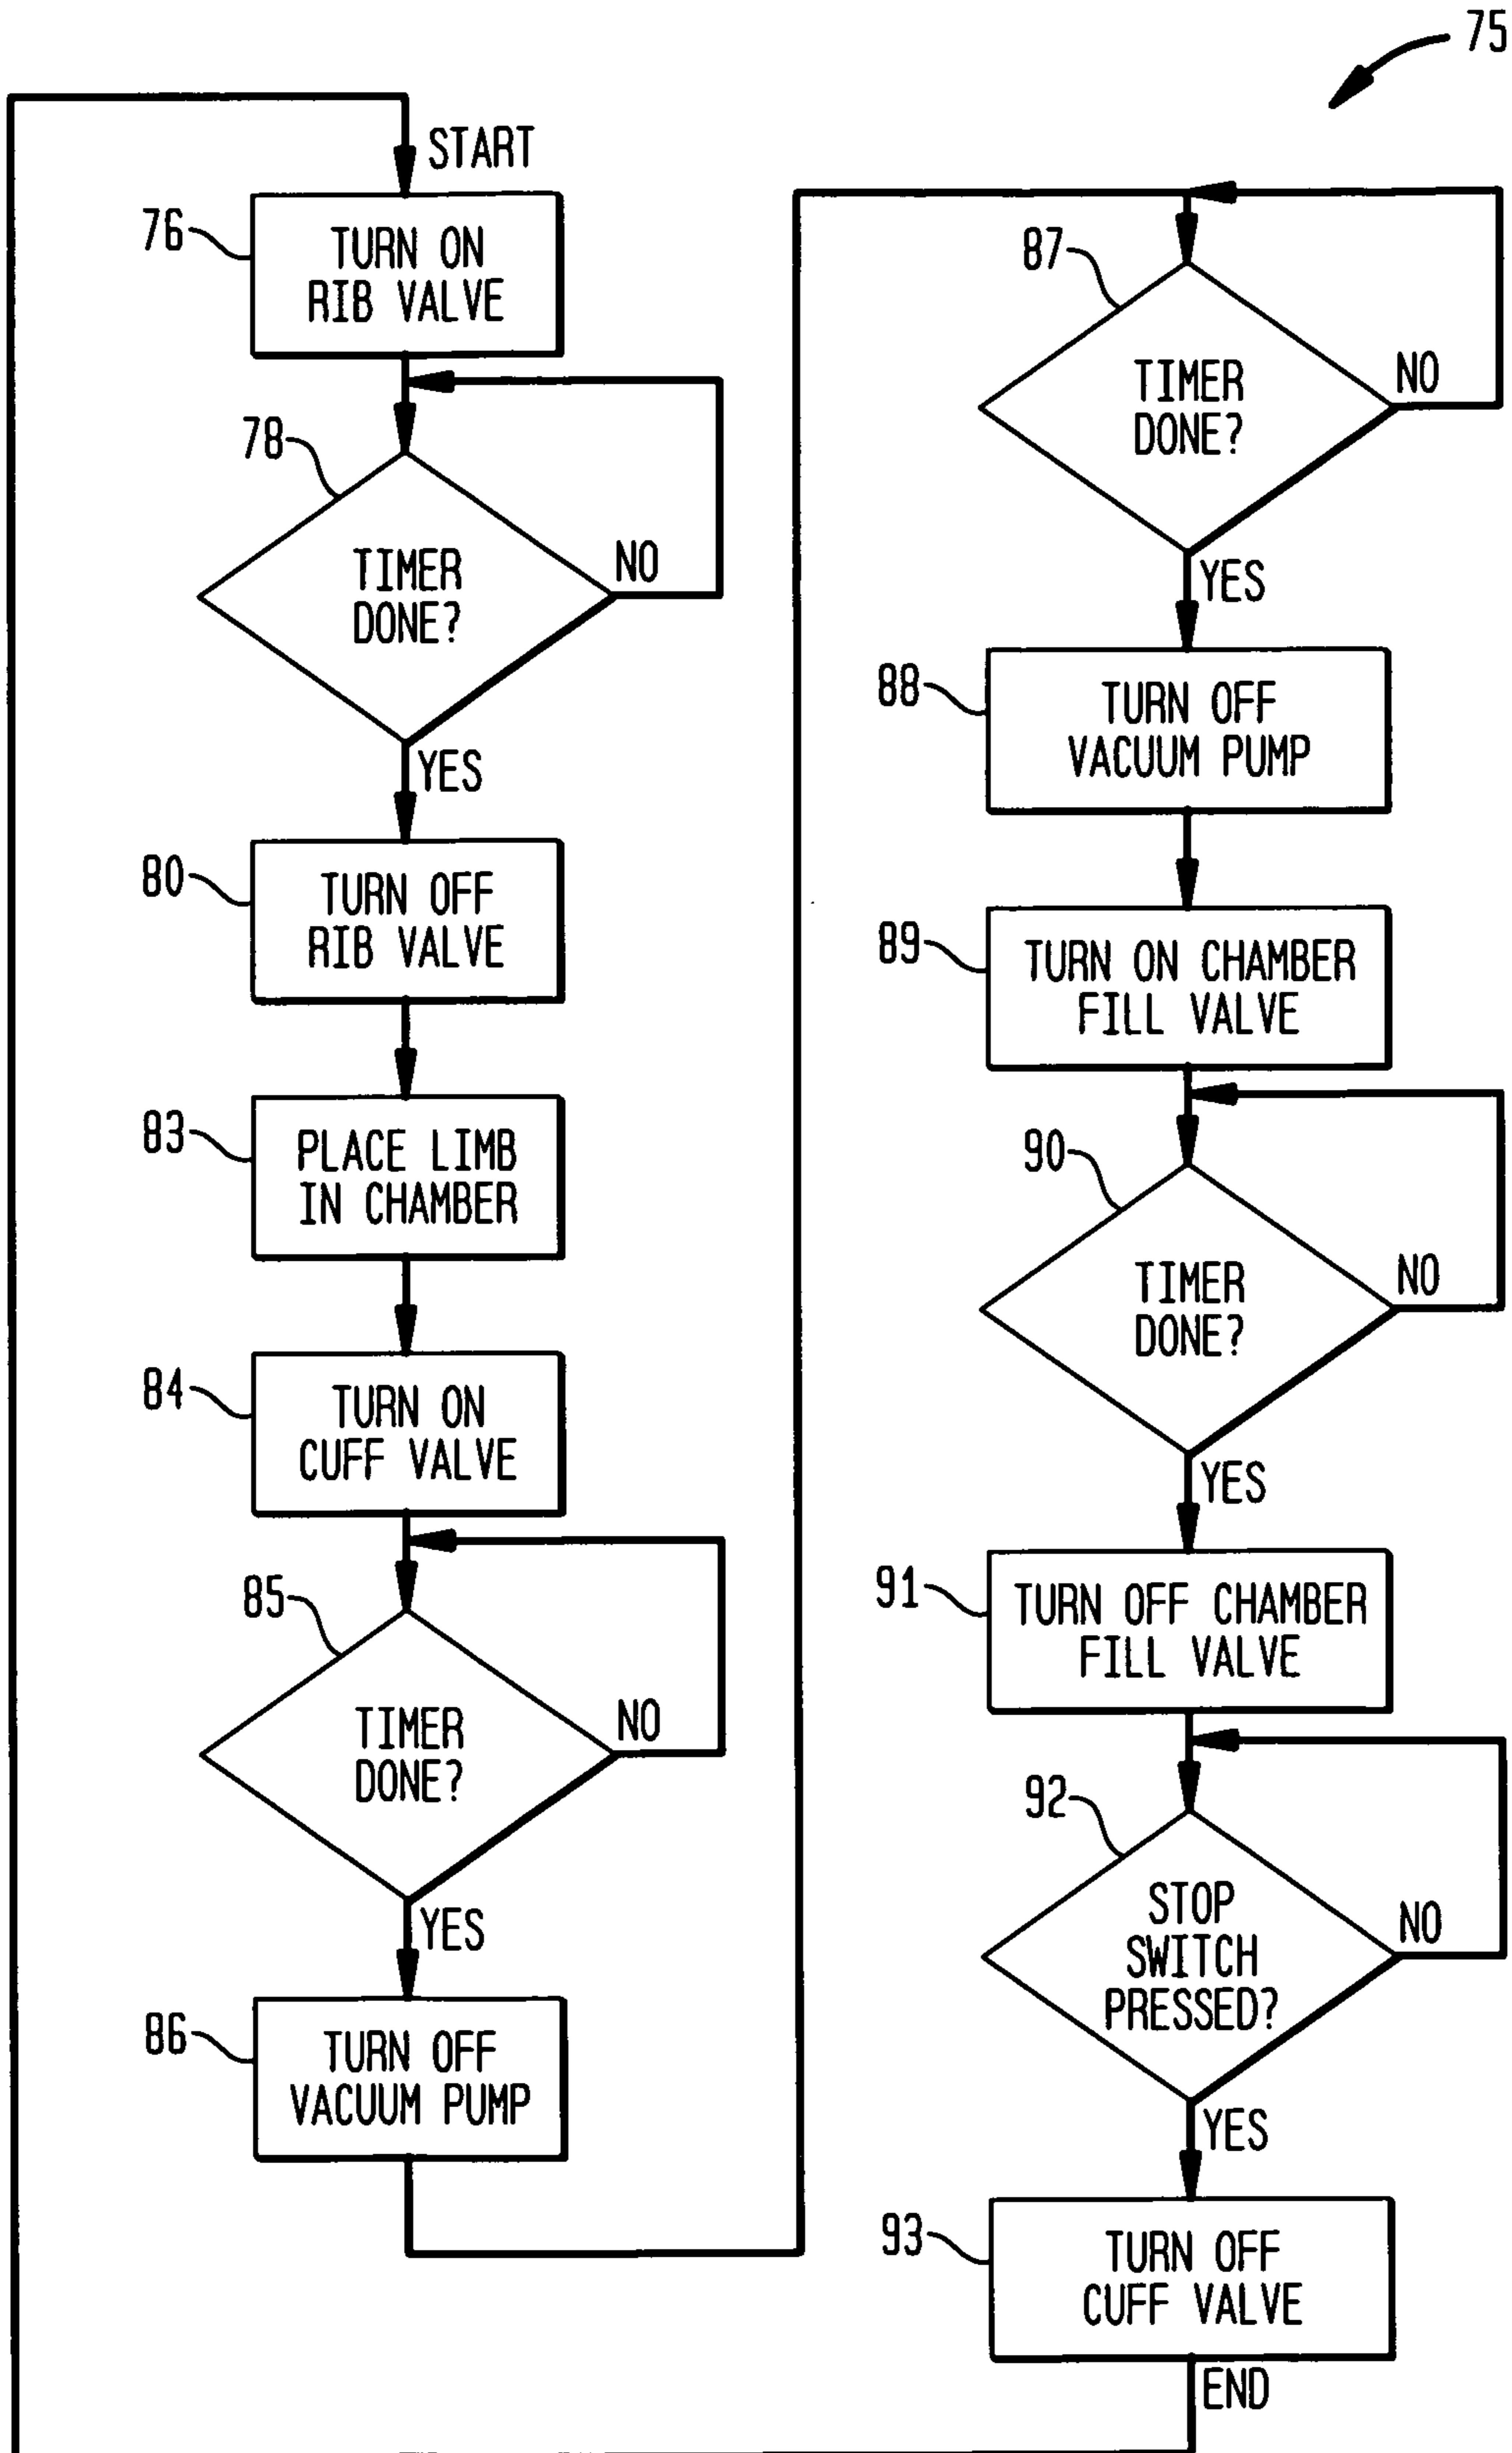 75
START
76
TURN ON
RIB VALVE
78
TIMER
DONE?
NO
YES
80
TURN OFF
RIB VALVE
83
PLACE LIMB
IN CHAMBER
84
TURN ON
CUFF VALVE
85
TIMER
DONE?
NO
YES
86
TURN OFF
VACUUM PUMP
87
TIMER
DONE?
NO
YES
88
TURN OFF
VACUUM PUMP
89
TURN ON CHAMBER
FILL VALVE
90
TIMER
DONE?
NO
YES
91
TURN OFF CHAMBER
FILL VALVE
92
STOP
SWITCH
PRESSED?
NO
YES
93
TURN OFF
CUFF VALVE
END